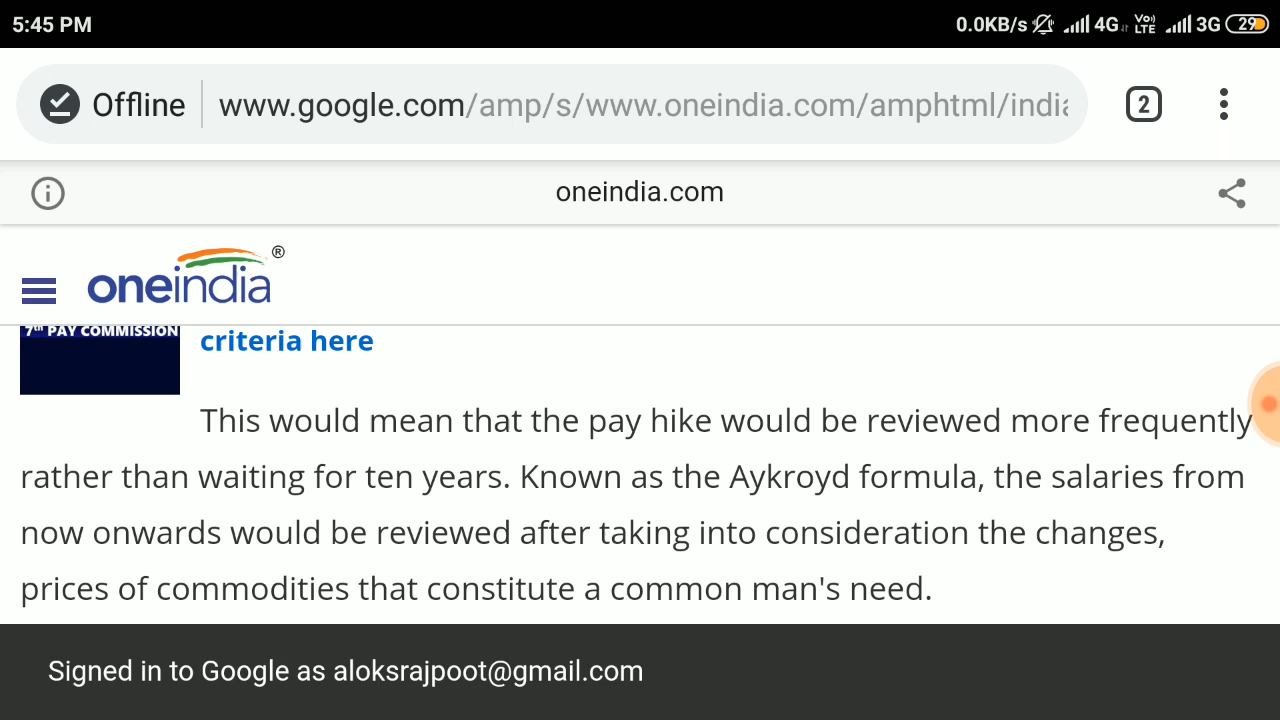 5:45 PM
0.0KB/s 4G Vo) LTE 3G 29
Offline www.google.com/amp/s/www.oneindia.com/amphtml/india
2
oneindia.com
oneindia ®
7th PAY COMMISSION
criteria here
This would mean that the pay hike would be reviewed more frequently
rather than waiting for ten years. Known as the Aykroyd formula, the salaries from
now onwards would be reviewed after taking into consideration the changes,
prices of commodities that constitute a common man's need.
Signed in to Google as aloksrajpoot@gmail.com